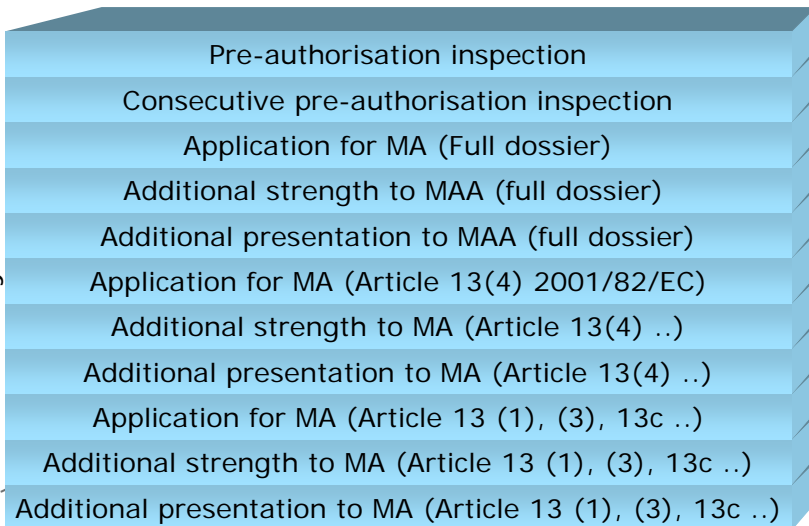 Pre-authorisation inspection
Consecutive pre-authorisation inspection
Application for MA (Full dossier)
Additional strength to MAA (full dossier)
Additional presentation to MAA (full dossier)
Application for MA (Article 13(4) 2001/82/EC)
Additional strength to MA (Article 13(4) ..)
Additional presentation to MA (Article 13(4) ..)
Application for MA (Article 13 (1), (3), 13c ..)
Additional strength to MA (Article 13 (1), (3), 13c ..)
Additional presentation to MA (Article 13 (1), (3), 13c ..)